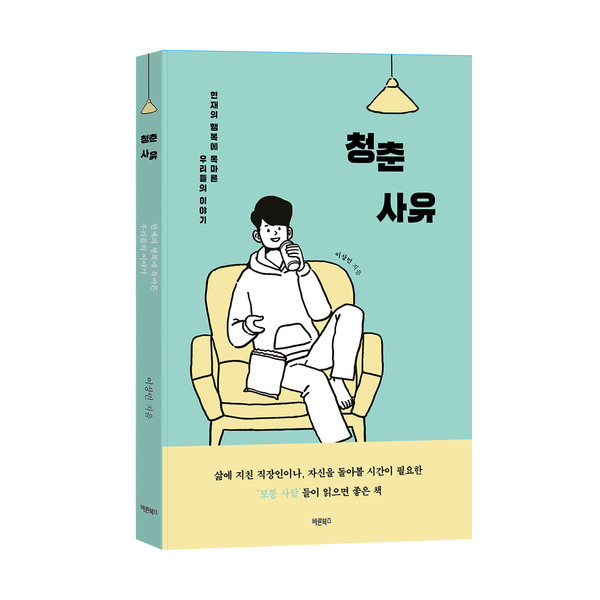 청춘
사유
현재의 행복에 목마른
우리들의 이야기
이상민 지음
바른북스
현재의 행복에 목마른
우리들의 이야기
청춘
사유
이상민 지음
삶에 지친 직장인이나, 자신을 돌아볼 시간이 필요한
'보통 사람'들이 읽으면 좋은 책
바른북스